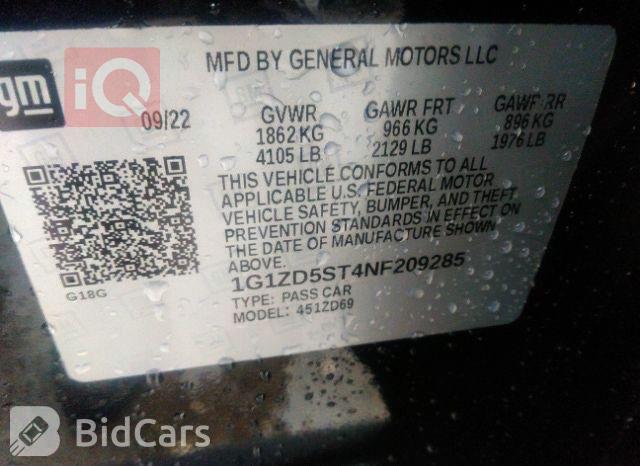 MFD BY GENERAL MOTORS LLC
gm
iQ
09/22 GVWR GAWR FRT GAWR RR
1862 KG 966 KG 896 KG
4105 LB 2129 LB 1976 LB
THIS VEHICLE CONFORMS TO ALL
APPLICABLE U.S. FEDERAL MOTOR
VEHICLE SAFETY, BUMPER, AND THEFT
PREVENTION STANDARDS IN EFFECT ON
THE DATE OF MANUFACTURE SHOWN
ABOVE.
1G1ZD5ST4NF209285
TYPE: PASS CAR
MODEL: 451ZD69
G18G
BidCars